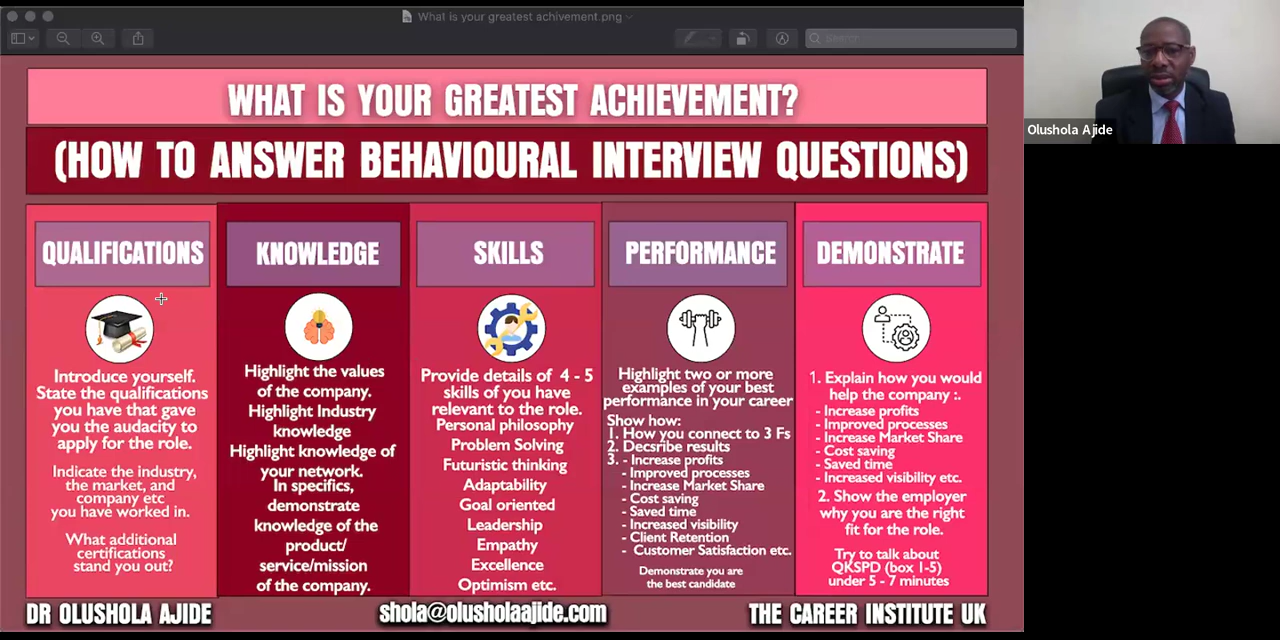 What is your greatest achivement.png
Search
Olushola Ajide
WHAT IS YOUR GREATEST ACHIEVEMENT?
(HOW TO ANSWER BEHAVIOURAL INTERVIEW QUESTIONS)
QUALIFICATIONS
Introduce yourself.
State the qualifications
you have that gave
you the audacity to
apply for the role.
Indicate the industry,
the market, and
company etc
you have worked in.
What additional
certifications
stand you out?
KNOWLEDGE
Highlight the values
of the company.
Highlight Industry
knowledge
Highlight knowledge of
your network.
In specifics,
demonstrate
knowledge of the
product/
service/mission
of the company.
SKILLS
Provide details of 4 - 5
skills of you have
relevant to the role.
Personal philosophy
Problem Solving
Futuristic thinking
Adaptability
Goal oriented
Leadership
Empathy
Excellence
Optimism etc.
PERFORMANCE
Highlight two or more
examples of your best
performance in your career
Show how:
1. How you connect to 3 Fs
2. Decsribe results
3. - Increase profits
- Improved processes
- Increase Market Share
- Cost saving
- Saved time
- Increased visibility
- Client Retention
- Customer Satisfaction etc.
Demonstrate you are
the best candidate
DEMONSTRATE
1. Explain how you would
help the company :.
- Increase profits
- Improved processes
- Increase Market Share
- Cost saving
- Saved time
- Increased visibility etc.
2. Show the employer
why you are the right
fit for the role.
Try to talk about
QKSPD (box 1-5)
under 5 - 7 minutes
DR OLUSHOLA AJIDE
shola@olusholaajide.com
THE CAREER INSTITUTE UK